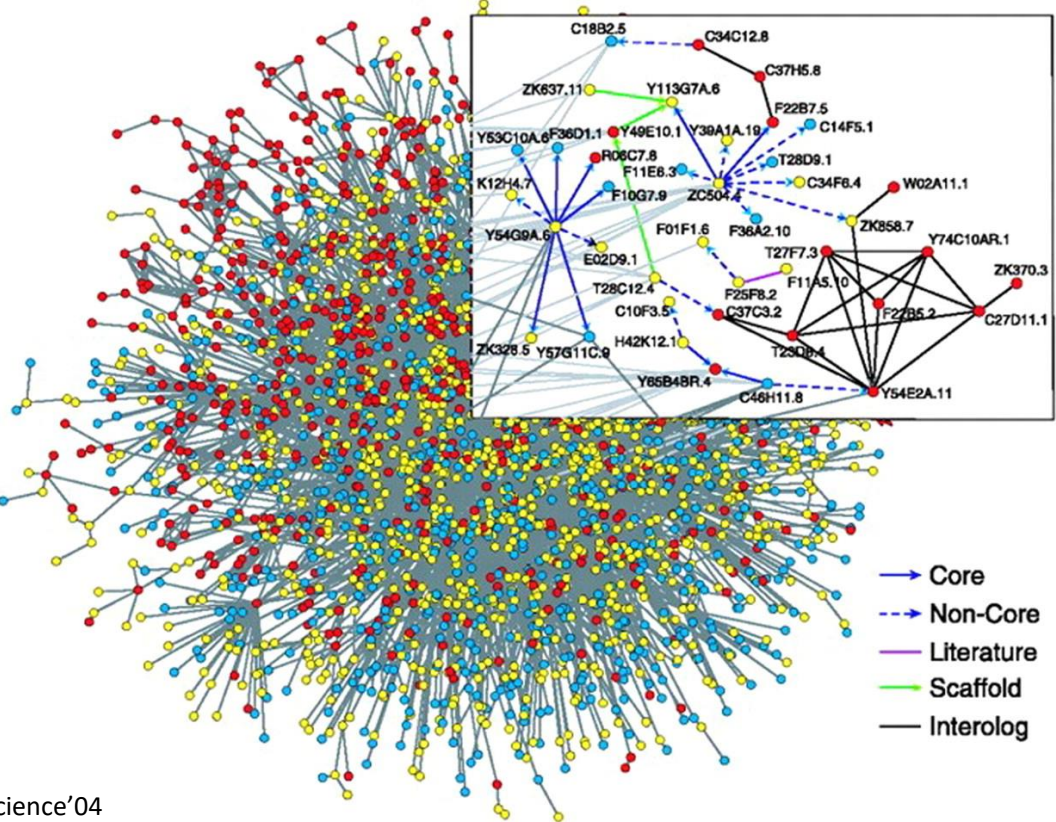 C18B2.5
C34C12.8
C37H5.8
ZK637.11
Y113G7A.6
F22B7.5
C14F5.1
Y53C10A.6
F36D1.1
Y49E10.1
Y39A1A.19
R06C7.8
F11E6.3
T28D9.1
K12H4.7
F10G7.9
ZC504.4
C34F6.4
W02A11.1
F38A2.10
ZK858.7
Y54G9A.6
F01F1.6
T27F7.3
Y74C10AR.1
E02D9.1
ZK370.3
T28C12.4
F25F8.2
F11A5.10
C10F3.5
C37C3.2
F22B5.2
C27D11.1
ZK328.5
Y57G11C.9
H42K12.1
T23D8.4
Y65B4BR.4
C46H11.8
Y54E2A.11
Core
Non-Core
Literature
Scaffold
Interolog
cience’04